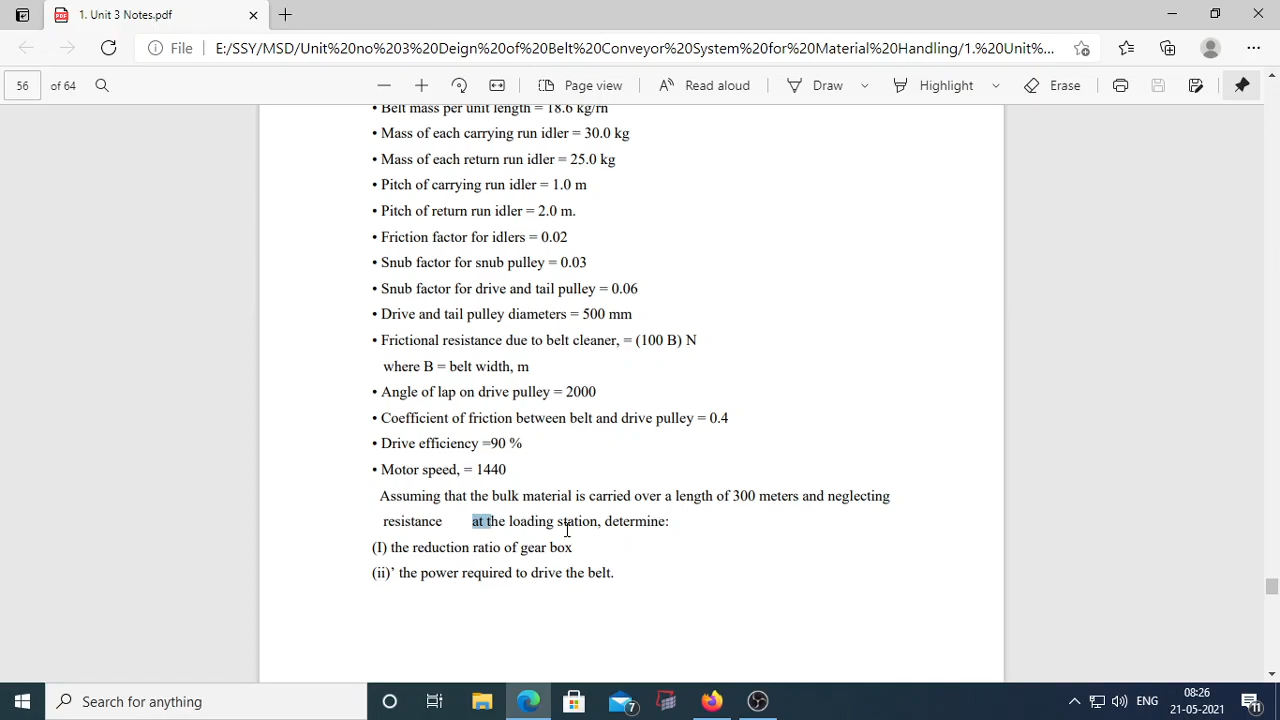 1. Unit 3 Notes.pdf
File
E:/SSY/MSD/Unit%20no%203%20Deign%20of%20Belt%20Conveyor%20System%20for%20Material%20Handling/1.%20Unit%...
56 of 64
Page view
Read aloud
Draw
Highlight
Erase
• Belt mass per unit length = 18.6 kg/rn
• Mass of each carrying run idler = 30.0 kg
• Mass of each return run idler = 25.0 kg
• Pitch of carrying run idler = 1.0 m
• Pitch of return run idler = 2.0 m.
• Friction factor for idlers = 0.02
• Snub factor for snub pulley = 0.03
• Snub factor for drive and tail pulley = 0.06
• Drive and tail pulley diameters = 500 mm
• Frictional resistance due to belt cleaner, = (100 B) N
where B = belt width, m
• Angle of lap on drive pulley = 2000
• Coefficient of friction between belt and drive pulley = 0.4
• Drive efficiency =90 %
• Motor speed, = 1440
Assuming that the bulk material is carried over a length of 300 meters and neglecting
resistance at the loading station, determine:
(I) the reduction ratio of gear box
(ii)’ the power required to drive the belt.
Search for anything
7
ENG
08:26
21-05-2021
11